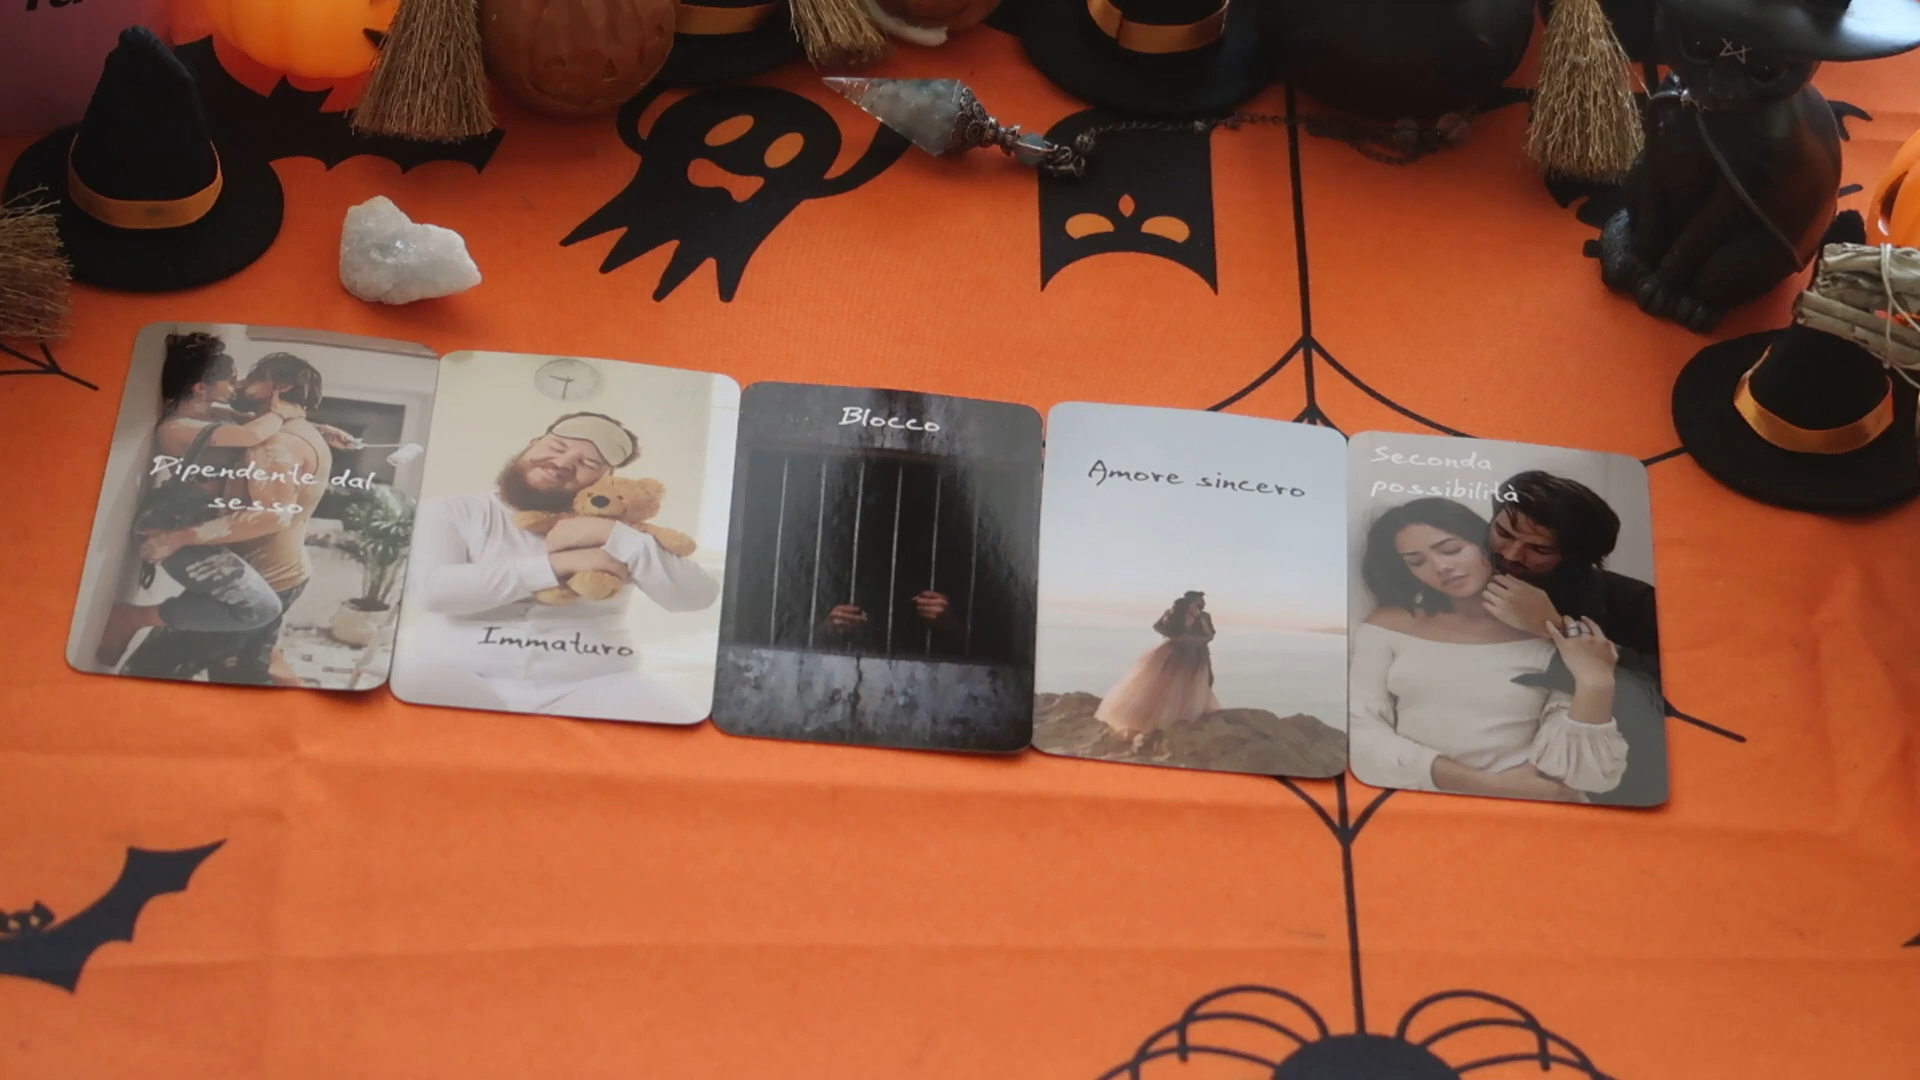 Dipendente dal
sesso
Immaturo
Blocco
Amore sincero
Seconda
possibilità